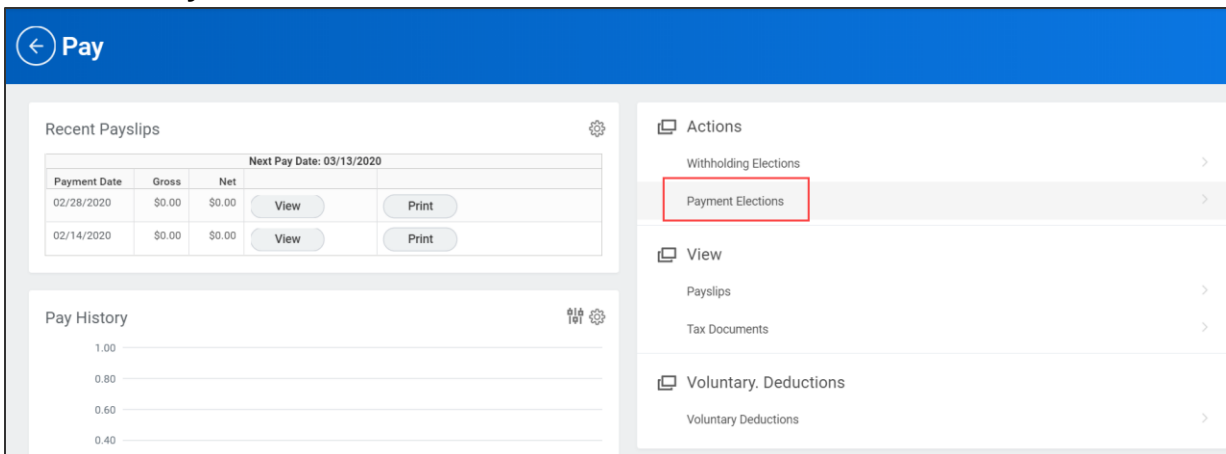 Pay
Recent Payslips
Next Pay Date: 03/13/2020
Payment Date Gross Net
02/28/2020 $0.00 $0.00 View Print
02/14/2020 $0.00 $0.00 View Print
Pay History
1.00
0.80
0.60
0.40
Actions
Withholding Elections
Payment Elections
View
Payslips
Tax Documents
Voluntary. Deductions
Voluntary Deductions